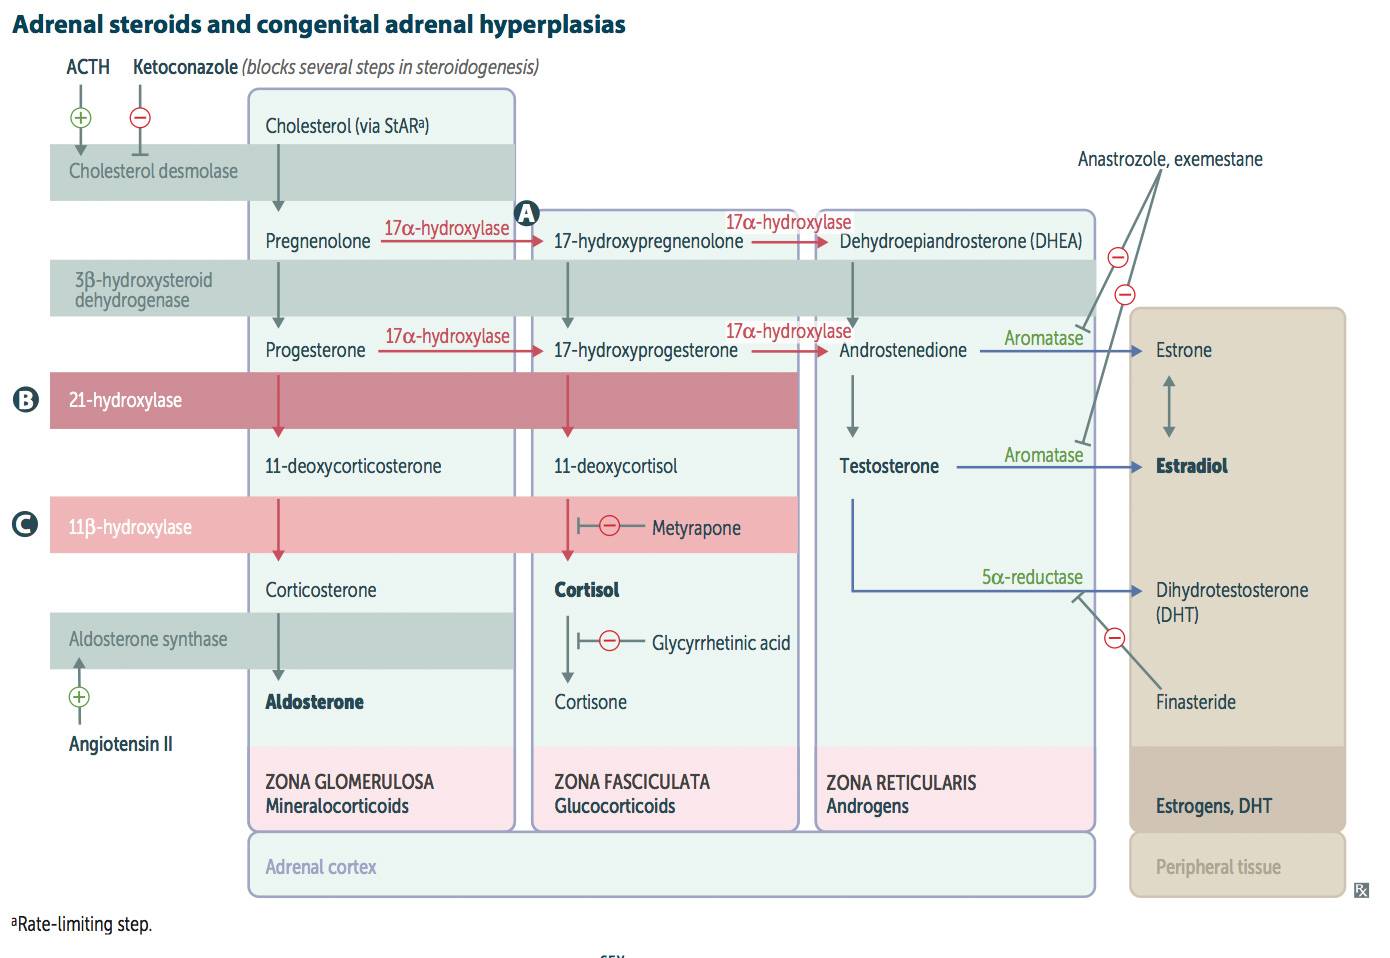 Adrenal steroids and congenital adrenal hyperplasias
ACTH
Ketoconazole (blocks several steps in steroidogenesis)
Cholesterol (via StARᵃ)
Cholesterol desmolase
Anastrozole, exemestane
A
17α-hydroxylase
17α-hydroxylase
Pregnenolone
17-hydroxypregnenolone
Dehydroepiandrosterone (DHEA)
3β-hydroxysteroid
dehydrogenase
17α-hydroxylase
17α-hydroxylase
Aromatase
Progesterone
17-hydroxyprogesterone
Androstenedione
Estrone
B
21-hydroxylase
Aromatase
11-deoxycorticosterone
11-deoxycortisol
Testosterone
Estradiol
C
11β-hydroxylase
Metyrapone
5α-reductase
Corticosterone
Cortisol
Dihydrotestosterone
(DHT)
Aldosterone synthase
Glycyrrhetinic acid
Aldosterone
Cortisone
Finasteride
Angiotensin II
ZONA GLOMERULOSA
Mineralocorticoids
ZONA FASCICULATA
Glucocorticoids
ZONA RETICULARIS
Androgens
Estrogens, DHT
Adrenal cortex
Peripheral tissue
Rx
ᵃRate-limiting step.